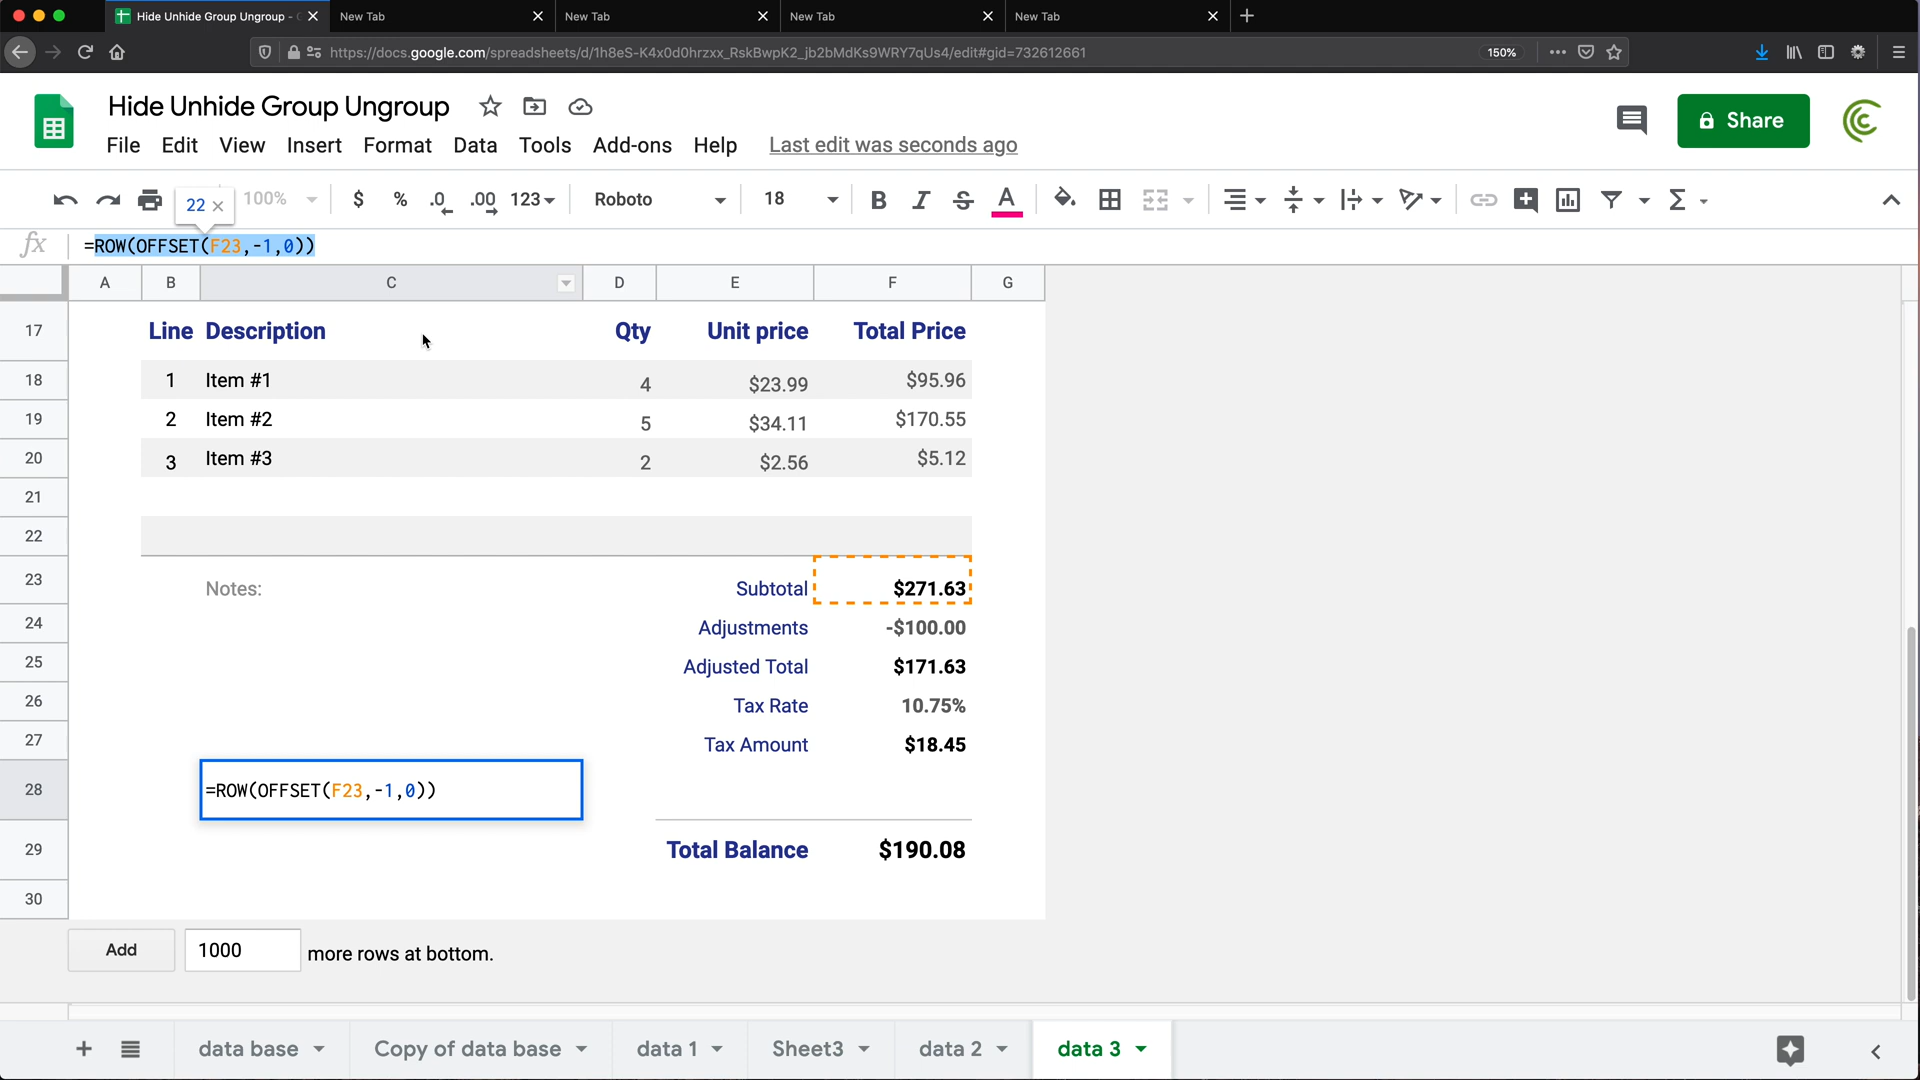 Hide Unhide Group Ungroup -
New Tab
New Tab
New Tab
New Tab
https://docs.google.com/spreadsheets/d/1h8eS-K4x0d0hrzxx_RskBwpK2_jb2bMdKs9WRY7qUs4/edit#gid=732612661
150%
Hide Unhide Group Ungroup
File Edit View Insert Format Data Tools Add-ons Help Last edit was seconds ago
Share
22 × 100% $ % .0 .00 123 Roboto 18 B I S A
fx =ROW(OFFSET(F23,-1,0))
A B C D E F G
17 Line Description Qty Unit price Total Price
18 1 Item #1 4 $23.99 $95.96
19 2 Item #2 5 $34.11 $170.55
20 3 Item #3 2 $2.56 $5.12
21
22
23 Notes: Subtotal $271.63
24 Adjustments -$100.00
25 Adjusted Total $171.63
26 Tax Rate 10.75%
27 Tax Amount $18.45
28 =ROW(OFFSET(F23,-1,0))
29 Total Balance $190.08
30
Add 1000 more rows at bottom.
data base Copy of data base data 1 Sheet3 data 2 data 3